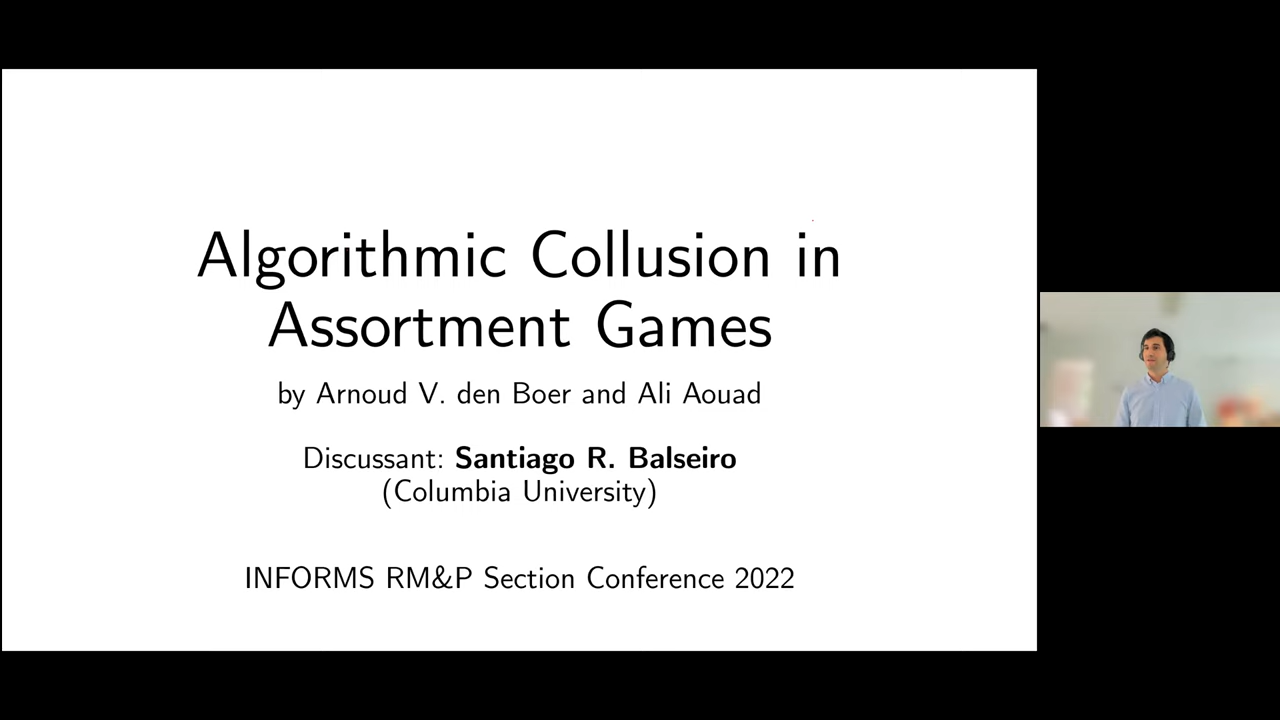 Algorithmic Collusion in
Assortment Games
by Arnoud V. den Boer and Ali Aouad
Discussant: Santiago R. Balseiro
(Columbia University)
INFORMS RM&P Section Conference 2022